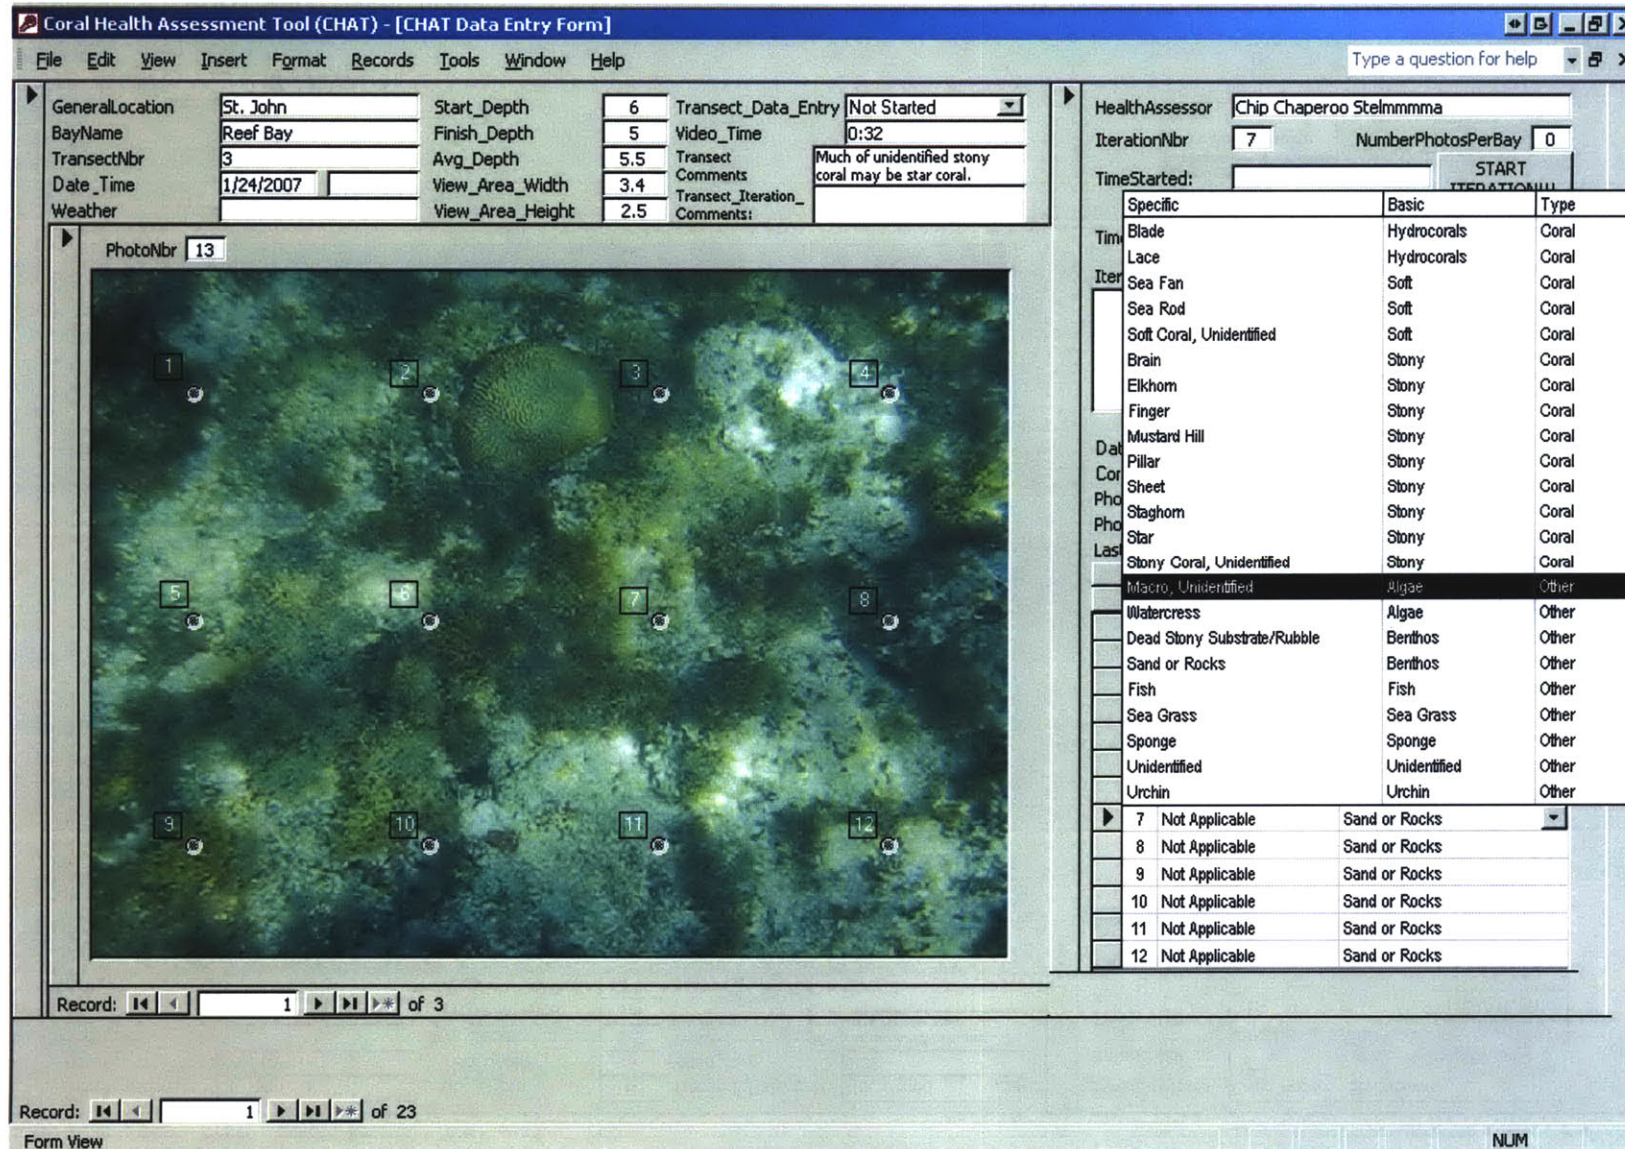 Coral Health Assessment Tool (CHAT) - [CHAT Data Entry Form]
File Edit View Insert Format Records Tools Window Help Type a question for help
GeneralLocation St. John Start_Depth 6 Transect_Data_Entry Not Started
BayName Reef Bay Finish_Depth 5 Video_Time 0:32
TransectNbr 3 Avg_Depth 5.5 Transect Comments Much of unidentified stony coral may be star coral.
Date_Time 1/24/2007 View_Area_Width 3.4 Transect_Iteration_
Weather View_Area_Height 2.5 Comments:
PhotoNbr 13
1 2 3 4
5 6 7 8
9 10 11 12
Record: 1 of 3
HealthAssessor Chip Chaperoo Stelmmmma
IterationNbr 7 NumberPhotosPerBay 0
TimeStarted: START
Specific Basic Type
Blade Hydrocorals Coral
Lace Hydrocorals Coral
Sea Fan Soft Coral
Sea Rod Soft Coral
Soft Coral, Unidentified Soft Coral
Brain Stony Coral
Elkhorn Stony Coral
Finger Stony Coral
Mustard Hill Stony Coral
Pillar Stony Coral
Sheet Stony Coral
Staghorn Stony Coral
Star Stony Coral
Stony Coral, Unidentified Stony Coral
Macro, Unidentified Algae Other
Watercress Algae Other
Dead Stony Substrate/Rubble Benthos Other
Sand or Rocks Benthos Other
Fish Fish Other
Sea Grass Sea Grass Other
Sponge Sponge Other
Unidentified Unidentified Other
Urchin Urchin Other
7 Not Applicable Sand or Rocks
8 Not Applicable Sand or Rocks
9 Not Applicable Sand or Rocks
10 Not Applicable Sand or Rocks
11 Not Applicable Sand or Rocks
12 Not Applicable Sand or Rocks
Record: 1 of 23
Form View NUM